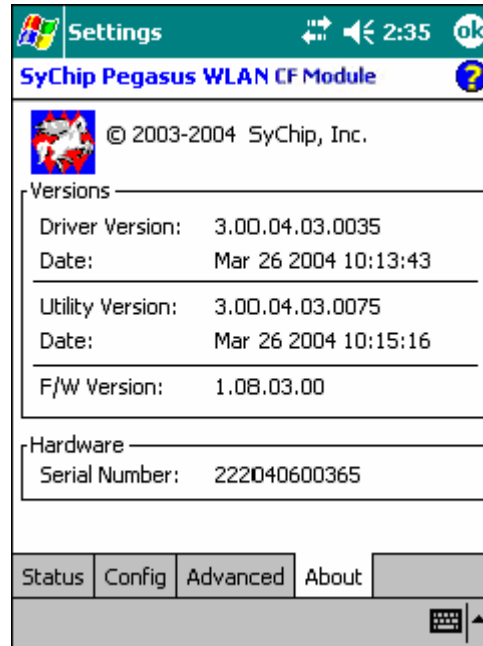 Settings 2:35 ok
SyChip Pegasus WLAN CF Module ?
© 2003-2004 SyChip, Inc.
Versions
Driver Version: 3.00.04.03.0035
Date: Mar 26 2004 10:13:43
Utility Version: 3.00.04.03.0075
Date: Mar 26 2004 10:15:16
F/W Version: 1.08.03.00
Hardware
Serial Number: 222040600365
Status Config Advanced About